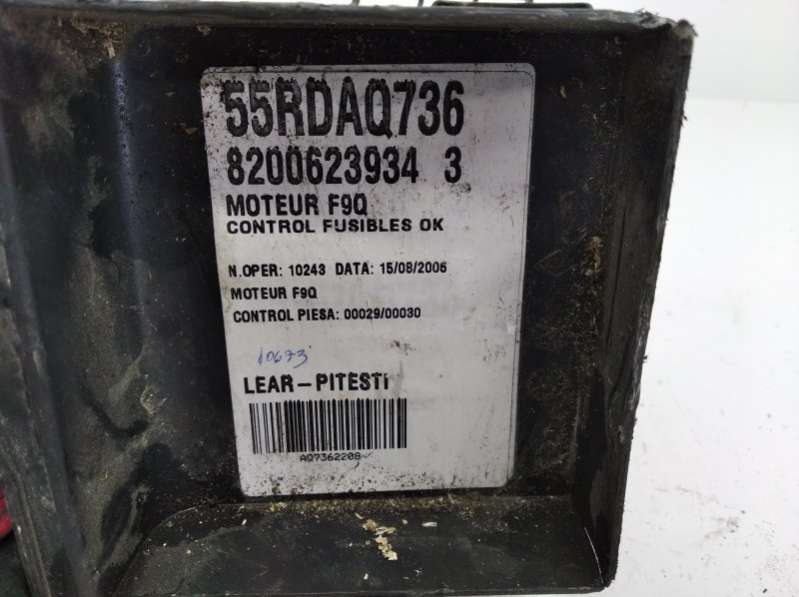 55RDAQ736
8200623934 3
MOTEUR F9Q
CONTROL FUSIBLES OK
N.OPER: 10243 DATA: 15/08/2006
MOTEUR F9Q
CONTROL PIESA: 00029/00030
10673
LEAR-PITESTI
AQ7362208